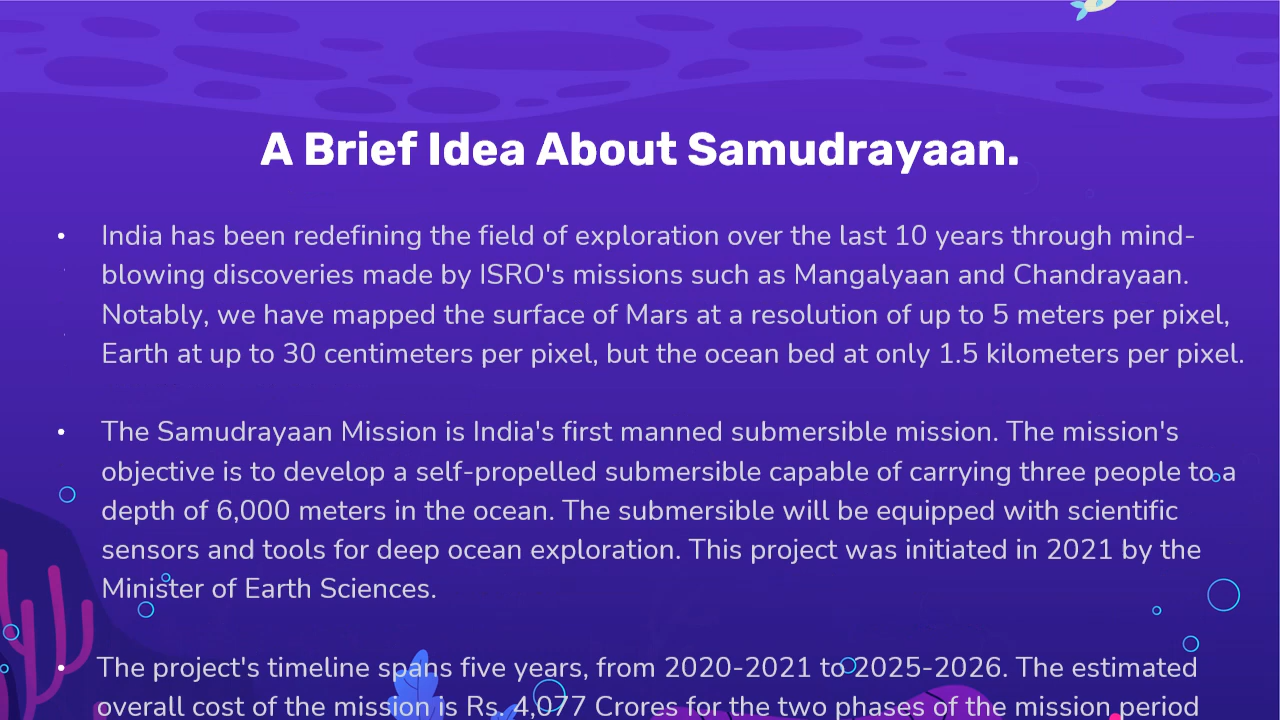 A Brief Idea About Samudrayaan.
• India has been redefining the field of exploration over the last 10 years through mind-
blowing discoveries made by ISRO's missions such as Mangalyaan and Chandrayaan.
Notably, we have mapped the surface of Mars at a resolution of up to 5 meters per pixel,
Earth at up to 30 centimeters per pixel, but the ocean bed at only 1.5 kilometers per pixel.
• The Samudrayaan Mission is India's first manned submersible mission. The mission's
objective is to develop a self-propelled submersible capable of carrying three people to a
depth of 6,000 meters in the ocean. The submersible will be equipped with scientific
sensors and tools for deep ocean exploration. This project was initiated in 2021 by the
Minister of Earth Sciences.
• The project's timeline spans five years, from 2020-2021 to 2025-2026. The estimated
overall cost of the mission is Rs. 4,077 Crores for the two phases of the mission period